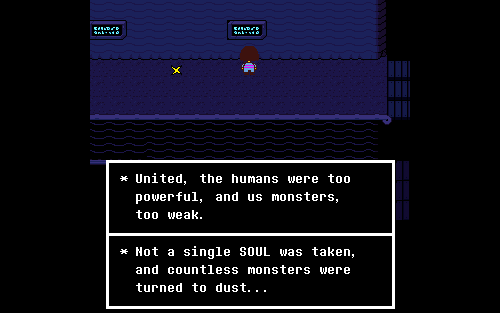 * United, the humans were too
powerful, and us monsters,
too weak.
* Not a single SOUL was taken,
and countless monsters were
turned to dust...